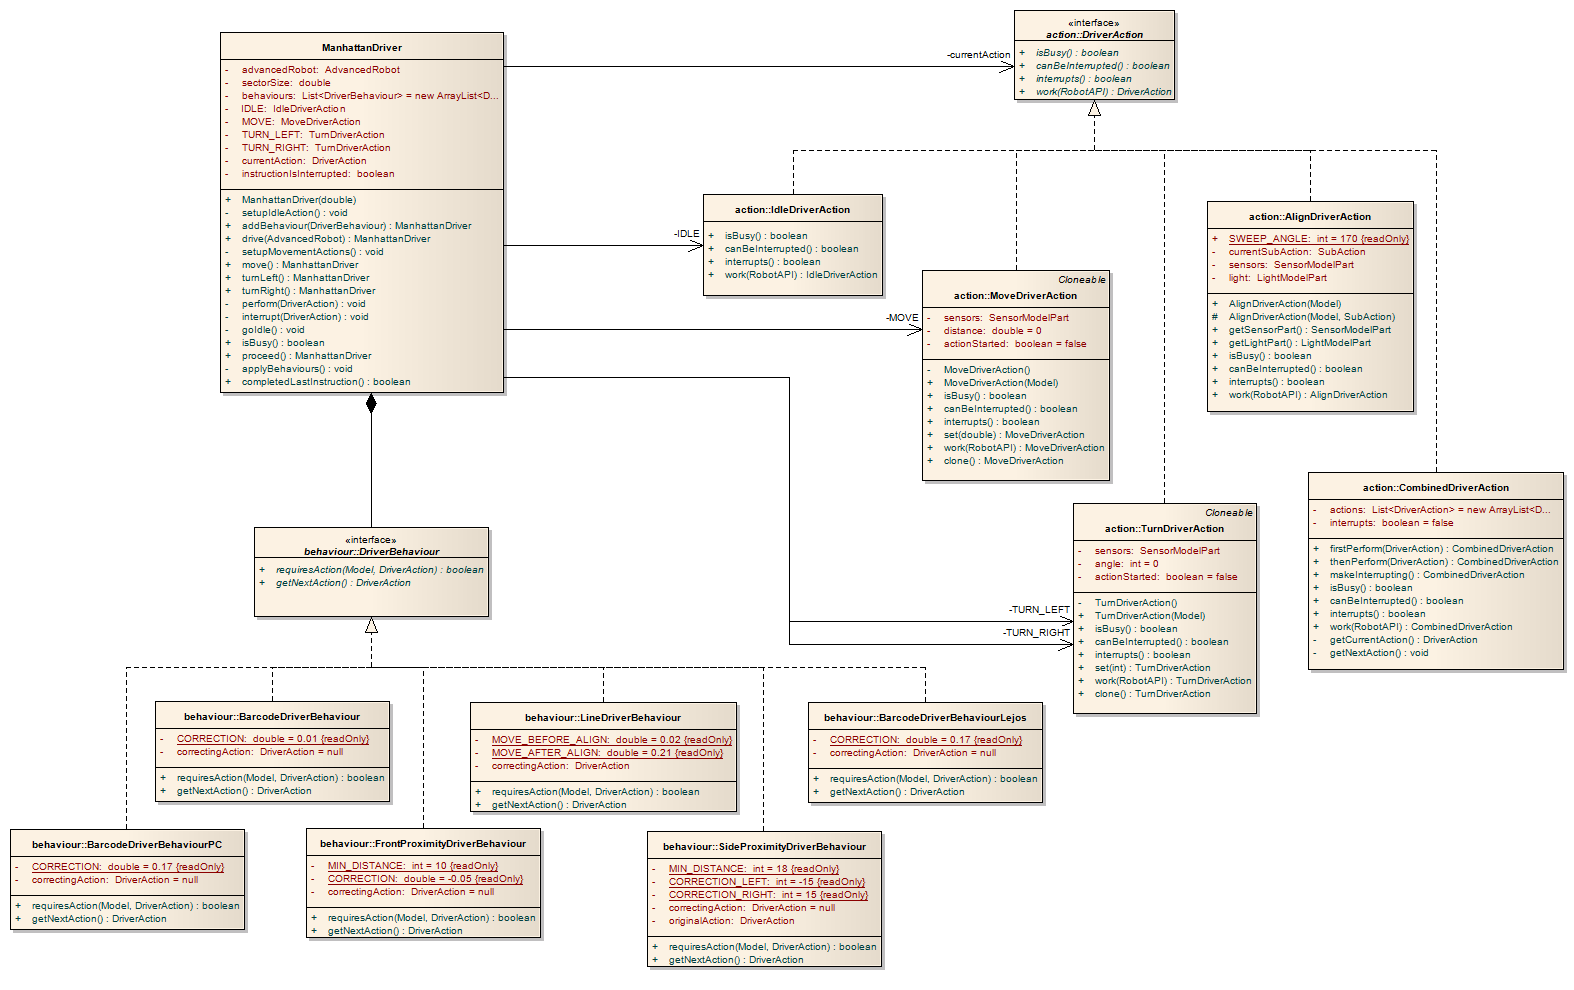 ManhattanDriver
- advancedRobot: AdvancedRobot
- sectorSize: double
- behaviours: List<DriverBehaviour> = new ArrayList<D...
- IDLE: IdleDriverAction
- MOVE: MoveDriverAction
- TURN_LEFT: TurnDriverAction
- TURN_RIGHT: TurnDriverAction
- currentAction: DriverAction
- instructionIsInterrupted: boolean
+ ManhattanDriver(double)
- setupIdleAction() : void
+ addBehaviour(DriverBehaviour) : ManhattanDriver
+ drive(AdvancedRobot) : ManhattanDriver
- setupMovementActions() : void
+ move() : ManhattanDriver
+ turnLeft() : ManhattanDriver
+ turnRight() : ManhattanDriver
- perform(DriverAction) : void
- interrupt(DriverAction) : void
- goIdle() : void
+ isBusy() : boolean
+ proceed() : ManhattanDriver
- applyBehaviours() : void
+ completedLastInstruction() : boolean
-currentAction
-IDLE
-MOVE
-TURN_LEFT
-TURN_RIGHT
«interface»
action::DriverAction
+ isBusy() : boolean
+ canBeInterrupted() : boolean
+ interrupts() : boolean
+ work(RobotAPI) : DriverAction
action::IdleDriverAction
+ isBusy() : boolean
+ canBeInterrupted() : boolean
+ interrupts() : boolean
+ work(RobotAPI) : IdleDriverAction
Cloneable
action::MoveDriverAction
- sensors: SensorModelPart
- distance: double = 0
- actionStarted: boolean = false
- MoveDriverAction()
+ MoveDriverAction(Model)
+ isBusy() : boolean
+ canBeInterrupted() : boolean
+ interrupts() : boolean
+ set(double) : MoveDriverAction
+ work(RobotAPI) : MoveDriverAction
+ clone() : MoveDriverAction
action::AlignDriverAction
+ SWEEP_ANGLE: int = 170 {readOnly}
- currentSubAction: SubAction
- sensors: SensorModelPart
- light: LightModelPart
+ AlignDriverAction(Model)
# AlignDriverAction(Model, SubAction)
+ getSensorPart() : SensorModelPart
+ getLightPart() : LightModelPart
+ isBusy() : boolean
+ canBeInterrupted() : boolean
+ interrupts() : boolean
+ work(RobotAPI) : AlignDriverAction
Cloneable
action::TurnDriverAction
- sensors: SensorModelPart
- angle: int = 0
- actionStarted: boolean = false
- TurnDriverAction()
+ TurnDriverAction(Model)
+ isBusy() : boolean
+ canBeInterrupted() : boolean
+ interrupts() : boolean
+ set(int) : TurnDriverAction
+ work(RobotAPI) : TurnDriverAction
+ clone() : TurnDriverAction
action::CombinedDriverAction
- actions: List<DriverAction> = new ArrayList<D...
- interrupts: boolean = false
+ firstPerform(DriverAction) : CombinedDriverAction
+ thenPerform(DriverAction) : CombinedDriverAction
+ makeInterrupting() : CombinedDriverAction
+ isBusy() : boolean
+ canBeInterrupted() : boolean
+ interrupts() : boolean
+ work(RobotAPI) : CombinedDriverAction
- getCurrentAction() : DriverAction
- getNextAction() : void
«interface»
behaviour::DriverBehaviour
+ requiresAction(Model, DriverAction) : boolean
+ getNextAction() : DriverAction
behaviour::BarcodeDriverBehaviour
- CORRECTION: double = 0.01 {readOnly}
- correctingAction: DriverAction = null
+ requiresAction(Model, DriverAction) : boolean
+ getNextAction() : DriverAction
behaviour::LineDriverBehaviour
- MOVE_BEFORE_ALIGN: double = 0.02 {readOnly}
- MOVE_AFTER_ALIGN: double = 0.21 {readOnly}
- correctingAction: DriverAction
+ requiresAction(Model, DriverAction) : boolean
+ getNextAction() : DriverAction
behaviour::BarcodeDriverBehaviourLejos
- CORRECTION: double = 0.17 {readOnly}
- correctingAction: DriverAction = null
+ requiresAction(Model, DriverAction) : boolean
+ getNextAction() : DriverAction
behaviour::BarcodeDriverBehaviourPC
- CORRECTION: double = 0.17 {readOnly}
- correctingAction: DriverAction = null
+ requiresAction(Model, DriverAction) : boolean
+ getNextAction() : DriverAction
behaviour::FrontProximityDriverBehaviour
- MIN_DISTANCE: int = 10 {readOnly}
- CORRECTION: double = -0.05 {readOnly}
- correctingAction: DriverAction = null
+ requiresAction(Model, DriverAction) : boolean
+ getNextAction() : DriverAction
behaviour::SideProximityDriverBehaviour
- MIN_DISTANCE: int = 18 {readOnly}
- CORRECTION_LEFT: int = -15 {readOnly}
- CORRECTION_RIGHT: int = 15 {readOnly}
- correctingAction: DriverAction = null
- originalAction: DriverAction
+ requiresAction(Model, DriverAction) : boolean
+ getNextAction() : DriverAction